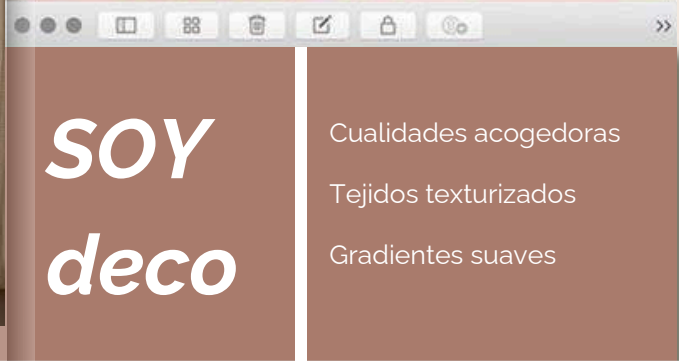 SOY
deco
Cualidades acogedoras
Tejidos texturizados
Gradientes suaves